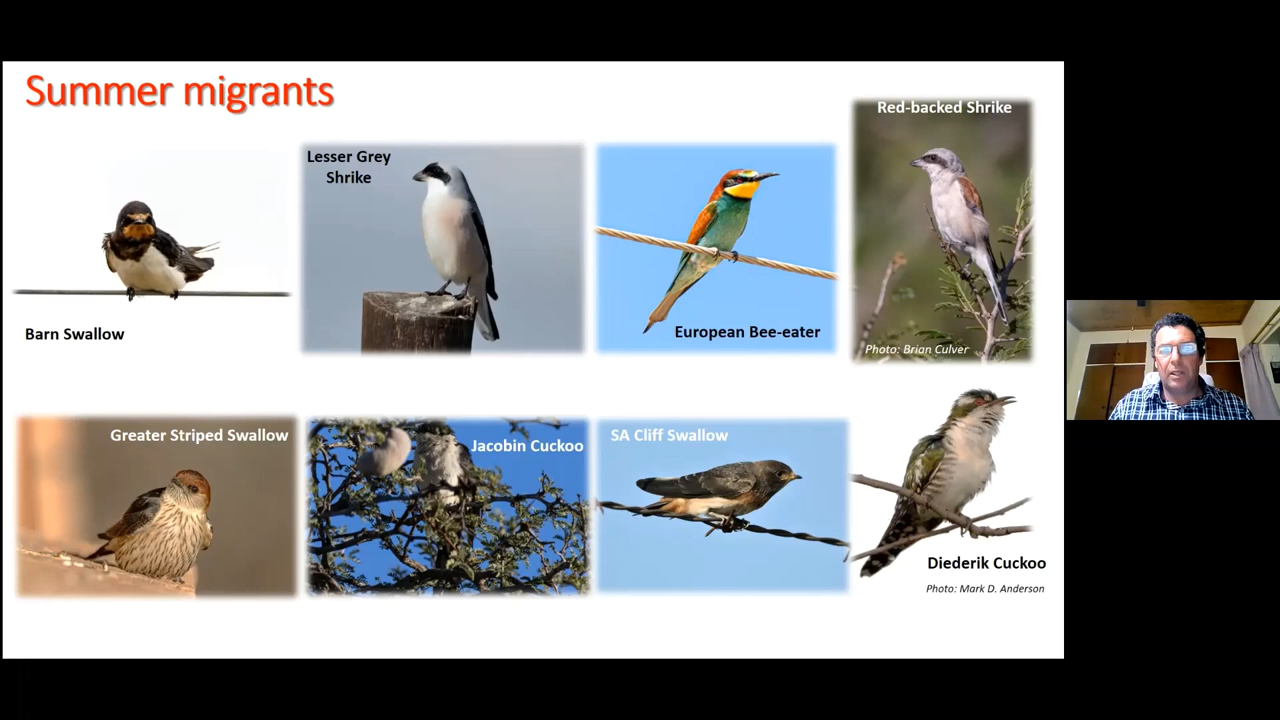 Summer migrants
Lesser Grey
Shrike
Red-backed Shrike
Barn Swallow
European Bee-eater
Photo: Brian Culver
Greater Striped Swallow
Jacobin Cuckoo
SA Cliff Swallow
Diederik Cuckoo
Photo: Mark D. Anderson